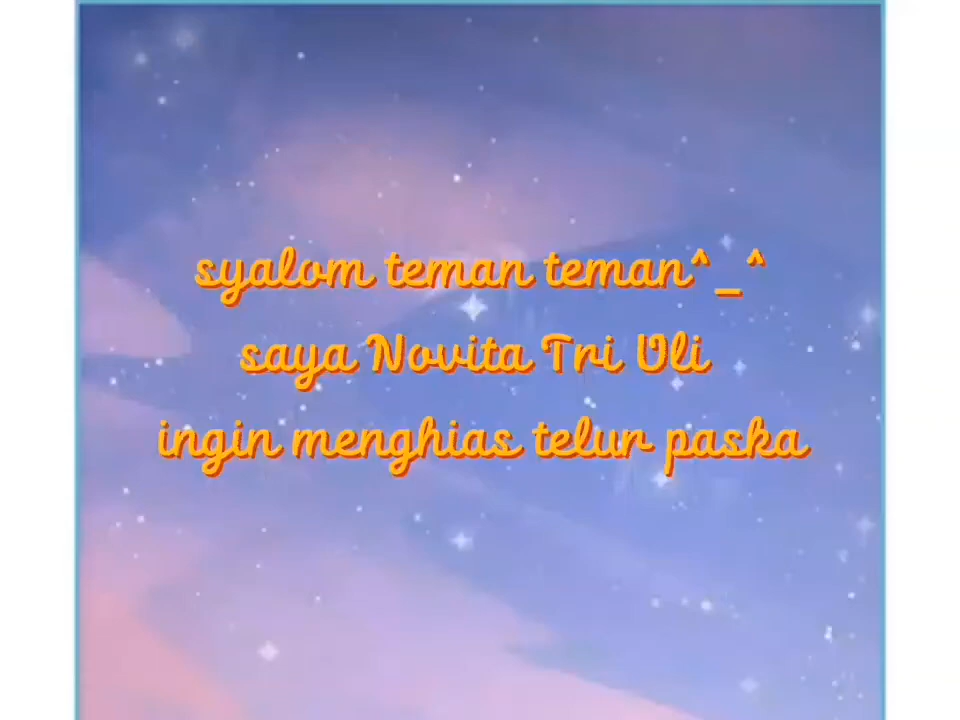 syalom teman teman^_^
saya Novita Tri Uli
ingin menghias telur paska